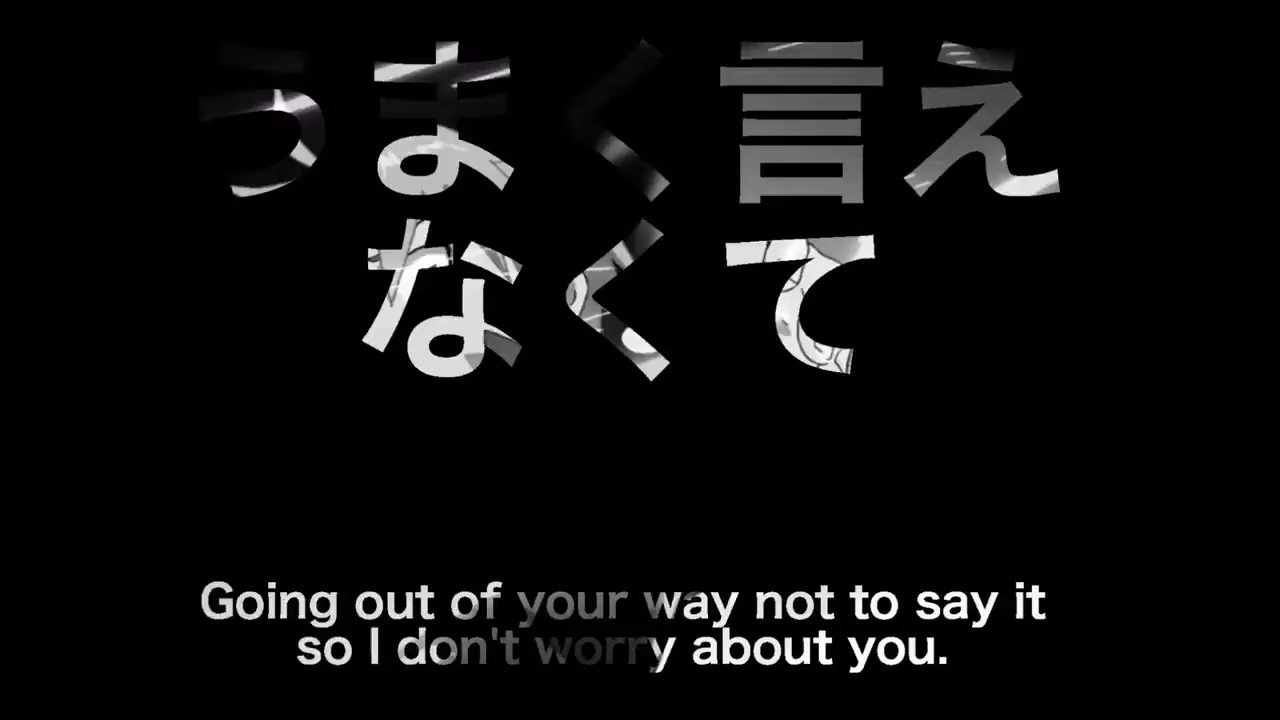 うまく言え
なくて
Going out of your way not to say it
so I don't worry about you.